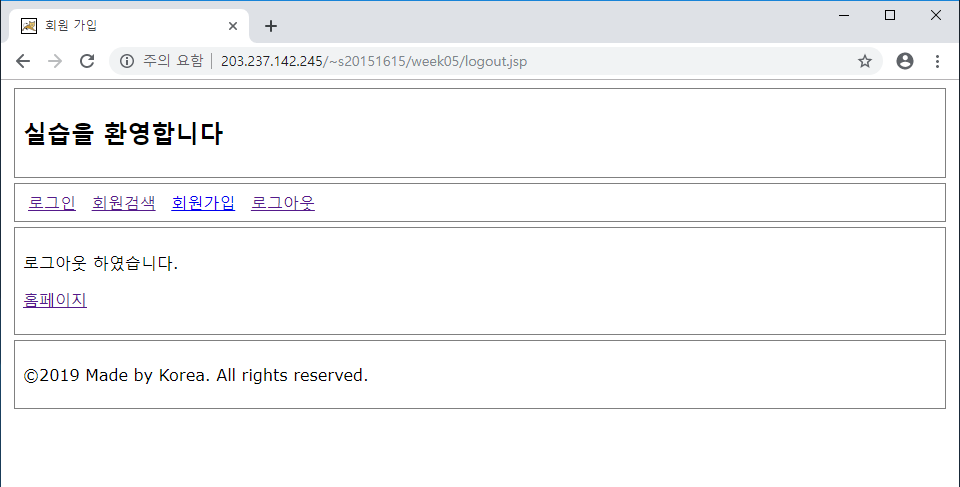 회원 가입
주의 요함 | 203.237.142.245/~s20151615/week05/logout.jsp
실습을 환영합니다
로그인 회원검색 회원가입 로그아웃
로그아웃 하였습니다.
홈페이지
©2019 Made by Korea. All rights reserved.